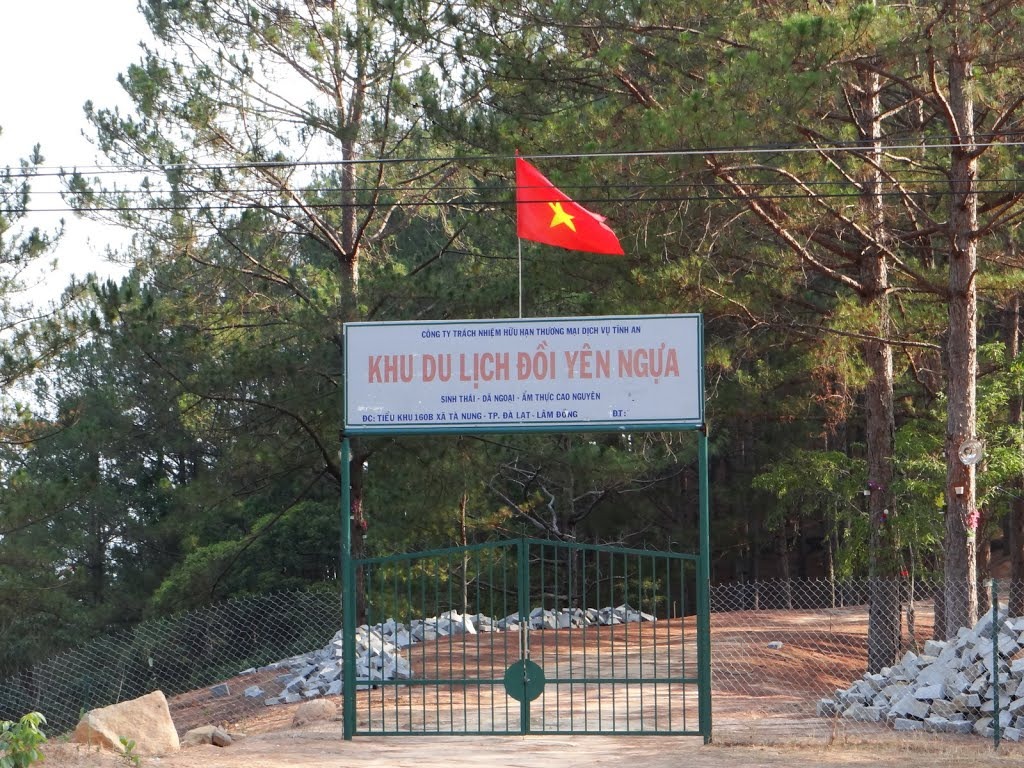 CÔNG TY TRÁCH NHIỆM HỮU HẠN THƯƠNG MẠI DỊCH VỤ TĨNH AN
KHU DU LỊCH ĐỒI YÊN NGỰA
SINH THÁI - DÃ NGOẠI - ẨM THỰC CAO NGUYÊN
ĐC: TIỂU KHU 160B XÃ TÀ NUNG - TP. ĐÀ LẠT - LÂM ĐỒNG ĐT: